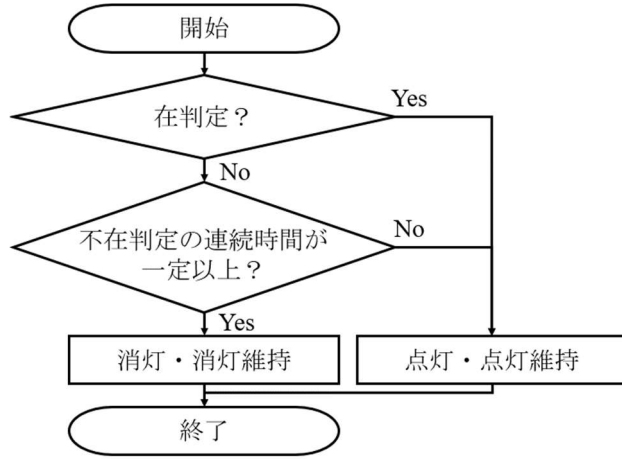 開始
在判定？
Yes
No
不在判定の連続時間が
一定以上？
No
Yes
消灯・消灯維持
点灯・点灯維持
終了